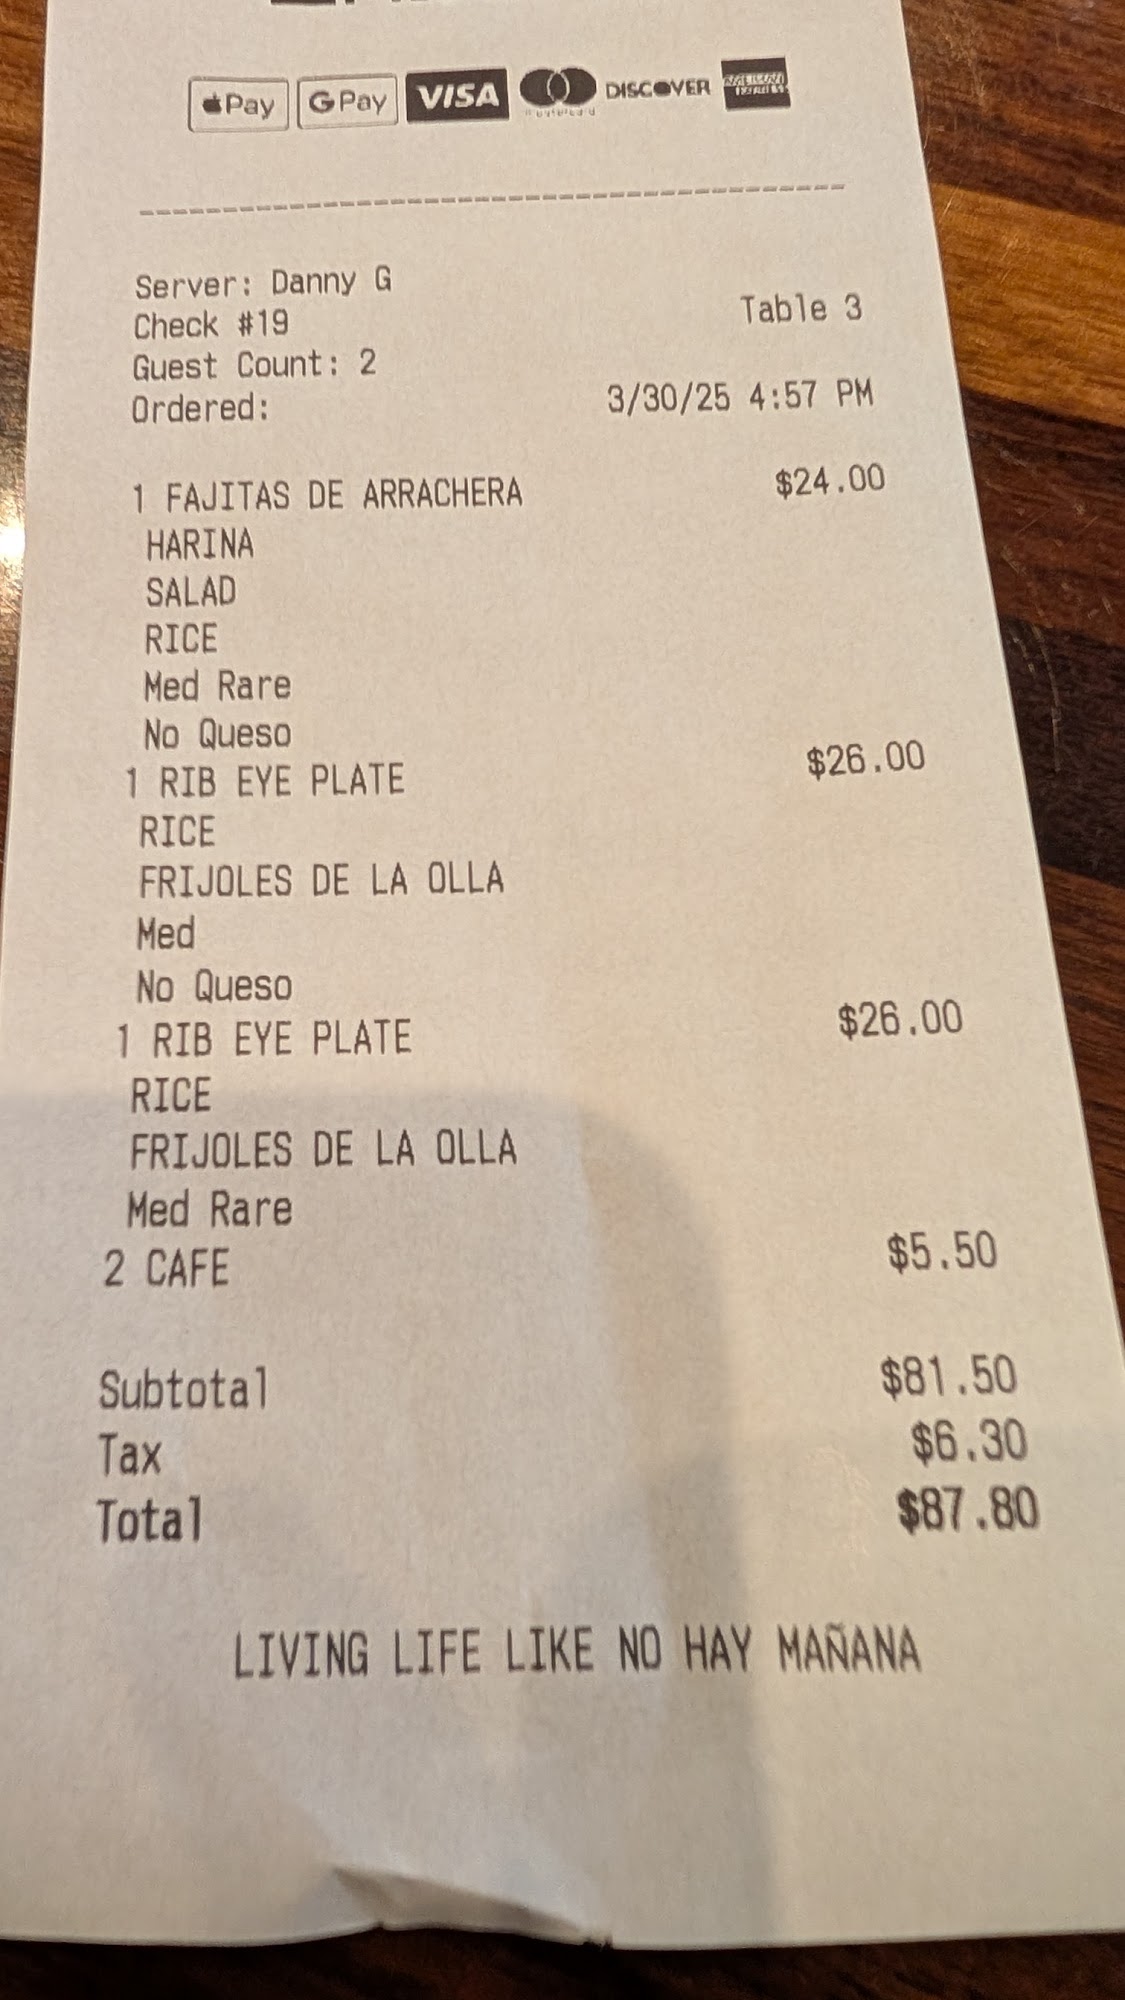 Pay GPay VISA mastercard DISCOVER AMERICAN EXPRESS
Server: Danny G
Check #19 Table 3
Guest Count: 2
Ordered: 3/30/25 4:57 PM
1 FAJITAS DE ARRACHERA $24.00
HARINA
SALAD
RICE
Med Rare
No Queso
1 RIB EYE PLATE $26.00
RICE
FRIJOLES DE LA OLLA
Med
No Queso
1 RIB EYE PLATE $26.00
RICE
FRIJOLES DE LA OLLA
Med Rare
2 CAFE $5.50
Subtotal $81.50
Tax $6.30
Total $87.80
LIVING LIFE LIKE NO HAY MAÑANA